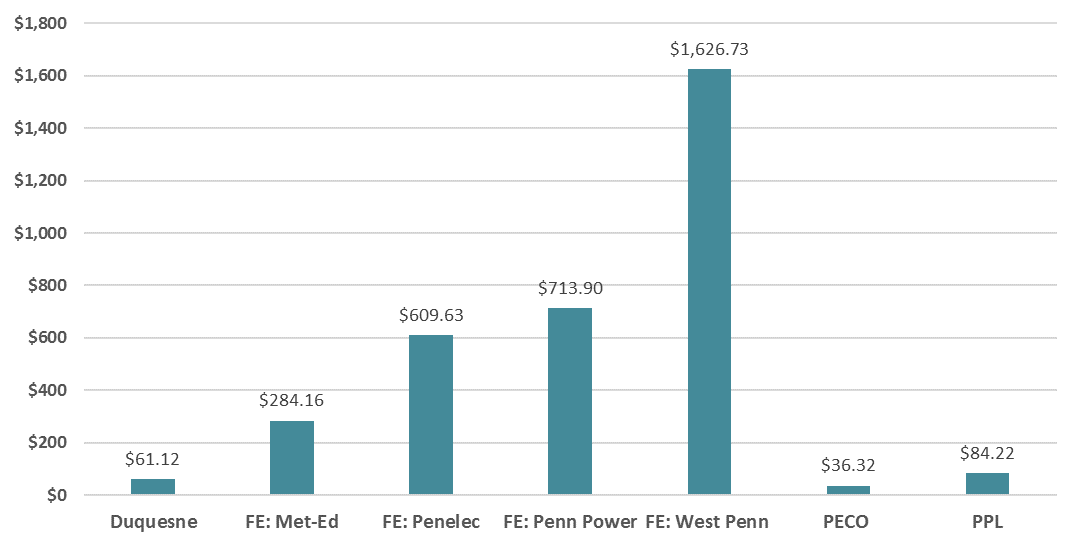 $1,800
$1,600
$1,400
$1,200
$1,000
$800
$600
$400
$200
$0
$61.12
$284.16
$609.63
$713.90
$1,626.73
$36.32
$84.22
Duquesne
FE: Met-Ed
FE: Penelec
FE: Penn Power
FE: West Penn
PECO
PPL